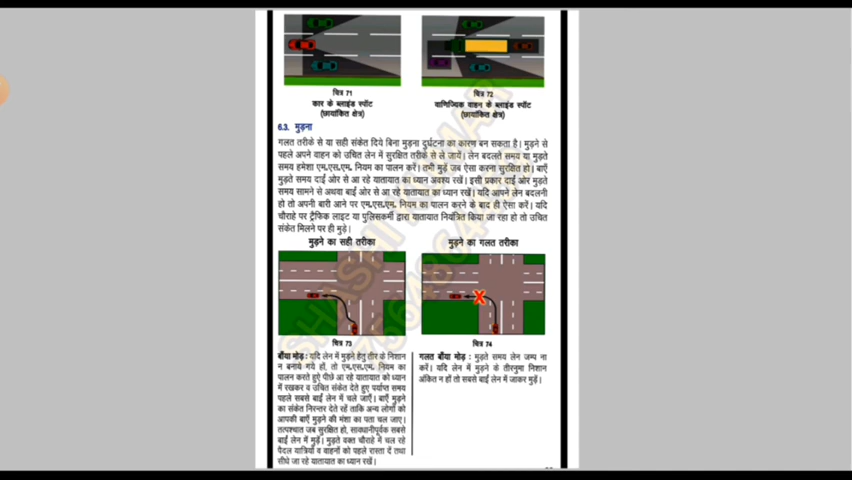 चित्र 71
कार के ब्लाइंड स्पॉट
(छायांकित क्षेत्र)
चित्र 72
वाणिज्यिक वाहन के ब्लाइंड स्पॉट
(छायांकित क्षेत्र)
6.3. मुड़ना
गलत तरीके से या सही संकेत दिये बिना मुड़ना दुर्घटना का कारण बन सकता है। मुड़ने से
पहले अपने वाहन को उचित लेन में सुरक्षित तरीके से ले जायें। लेन बदलते समय या मुड़ते
समय हमेशा एम.एस.एम. नियम का पालन करें। तभी मुड़ें जब ऐसा करना सुरक्षित हो। बाएँ
मुड़ते समय दाईं ओर से आ रहे यातायात का ध्यान अवश्य रखें। इसी प्रकार दाईं ओर मुड़ते
समय सामने से अथवा बाईं ओर से आ रहे यातायात का ध्यान रखें। यदि आपने लेन बदलनी
हो तो अपनी बारी आने पर एम.एस.एम. नियम का पालन करने के बाद ही ऐसा करें। यदि
चौराहे पर ट्रैफिक लाइट या पुलिसकर्मी द्वारा यातायात नियंत्रित किया जा रहा हो तो उचित
संकेत मिलने पर ही मुड़े।
मुड़ने का सही तरीका
मुड़ने का गलत तरीका
चित्र 73
चित्र 74
बाँया मोड़ : यदि लेन में मुड़ने हेतु तीर के निशान
न बनाये गये हों, तो एम.एस.एम. नियम का
पालन करते हुऐ पीछे आ रहे यातायात को ध्यान
में रखकर व उचित संकेत देते हुए पर्याप्त समय
पहले सबसे बाईं लेन में चले जाएँ। बाएँ मुड़ने
का संकेत निरन्तर देते रहें ताकि अन्य लोगों को
आपकी बाएँ मुड़ने की मंशा का पता चल जाए।
तत्पश्चात जब सुरक्षित हो, सावधानीपूर्वक सबसे
बाईं लेन में मुड़ें। मुड़ते वक्त चौराहे में चल रहे
पैदल यात्रियों व वाहनों को पहले रास्ता दें तथा
सीधे जा रहे यातायात का ध्यान रखें।
गलत बाँया मोड़ : मुड़ते समय लेन जम्प ना
करें। यदि लेन में मुड़ने के तीरनुमा निशान
अंकित न हों तो सबसे बाईं लेन में जाकर मुड़ें।